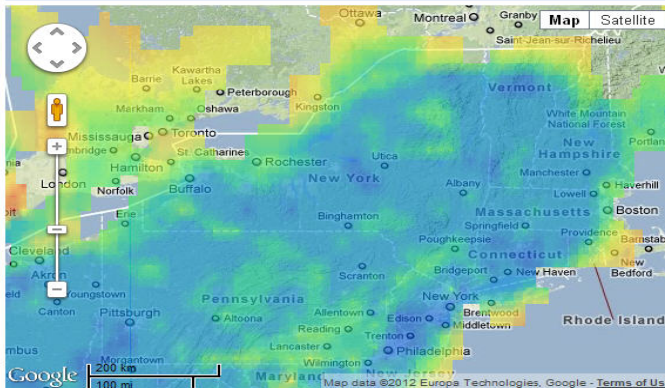 Ottawa
Montreal
Granby
Map
Satellite
Saint-Jean-sur-Richelieu
Barrie
Kawartha
Lakes
Peterborough
Kingston
Vermont
Markham
Oshawa
White Mountain
National Forest
Mississauga
Toronto
Portlan
mbridge
St. Catharines
New
Hampshire
Hamilton
Rochester
Utica
London
Norfolk
Buffalo
New York
Albany
Manchester
Haverhill
Lowell
Erie
Binghamton
Massachusetts
Boston
Springfield
Cleveland
Poughkeepsie
Providence
Barnstab
Akron
Scranton
Connecticut
New
Bedford
Youngstown
Bridgeport
New Haven
Canton
Pennsylvania
New York
Pittsburgh
Altoona
Allentown
Edison
Brentwood
Middletown
Rhode Island
Reading
Trenton
mbus
Lancaster
Philadelphia
Morgantown
Wilmington
Google
200 km
100 mi
Maryland
New Jersey
Map data ©2012 Europa Technologies, Google - Terms of Us